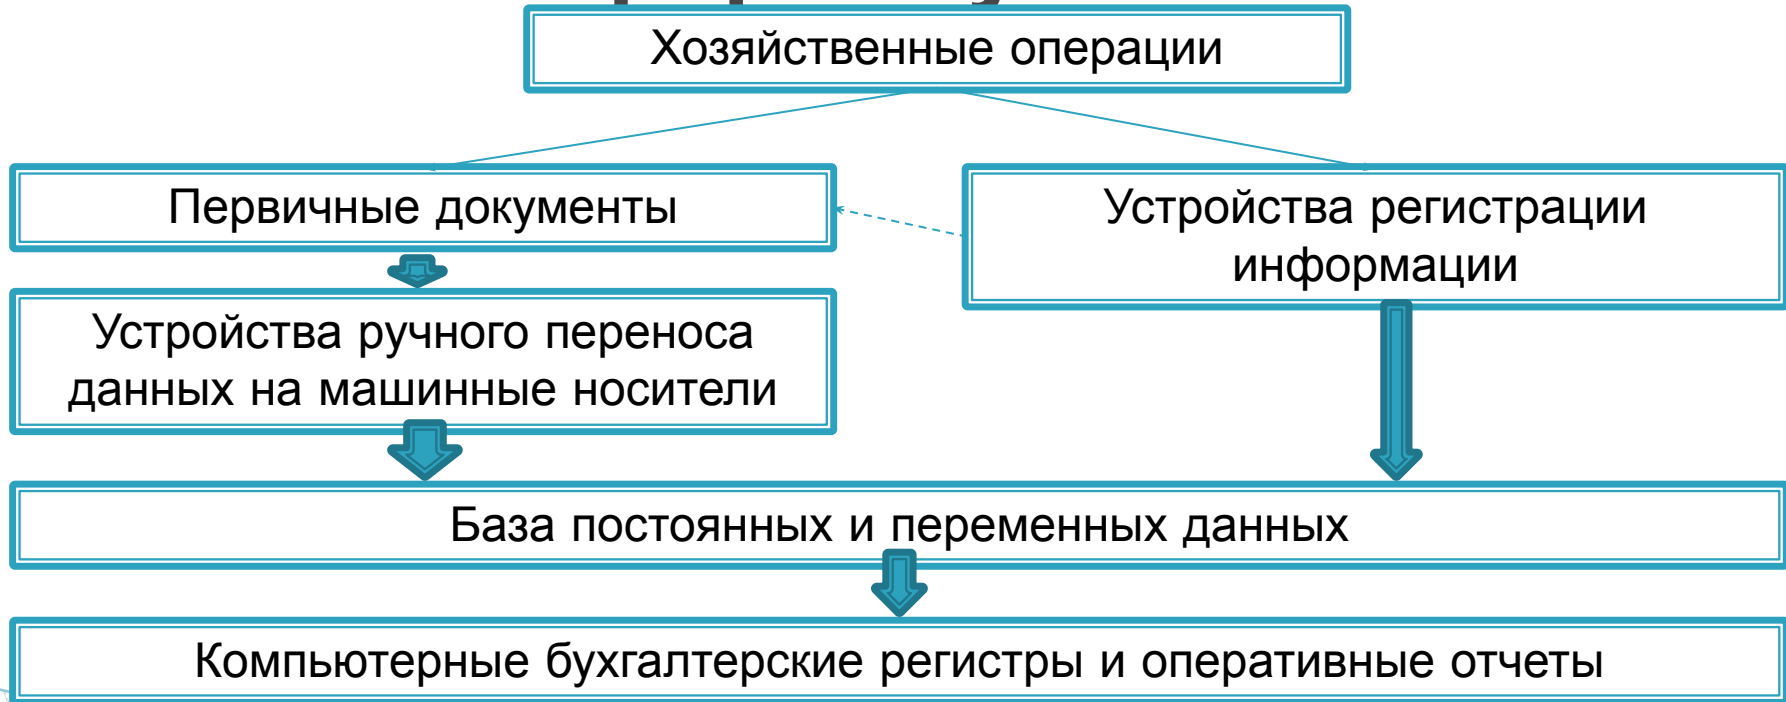 Хозяйственные операции
Первичные документы
Устройства регистрации
информации
Устройства ручного переноса
данных на машинные носители
База постоянных и переменных данных
Компьютерные бухгалтерские регистры и оперативные отчеты